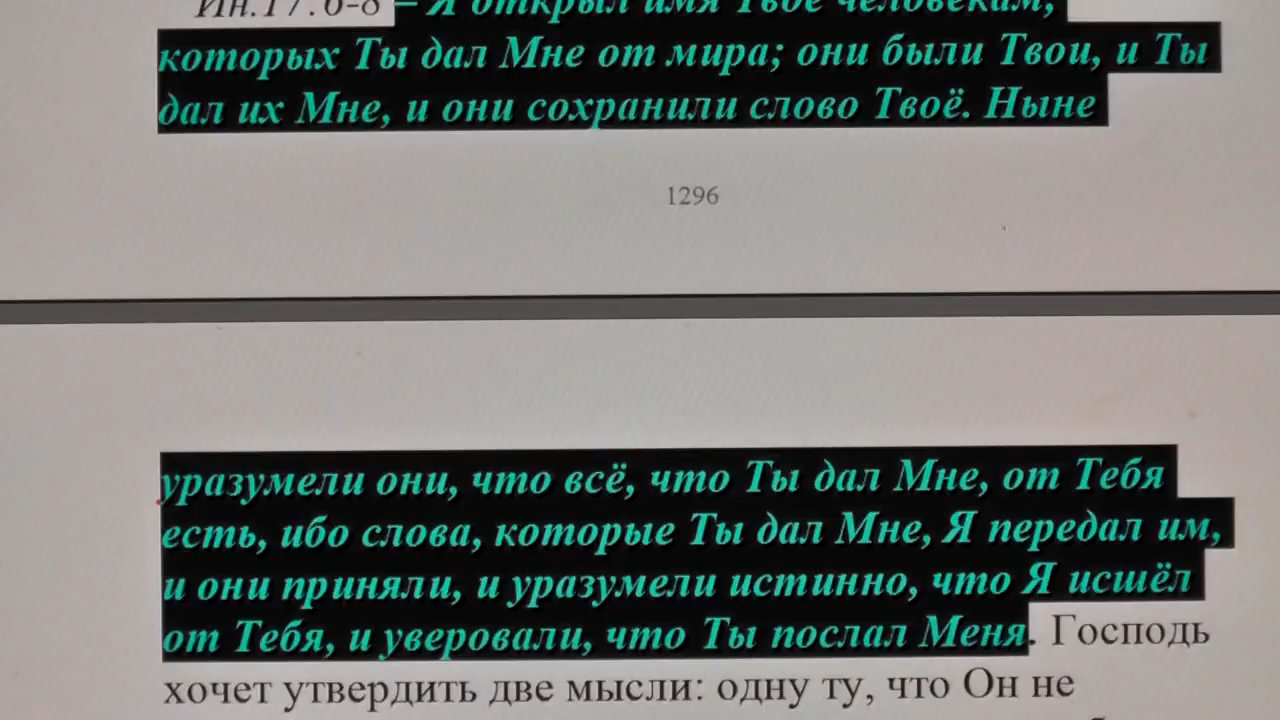 Ин.17:6-8 – Я открыл имя Твоё человекам,
которых Ты дал Мне от мира; они были Твои, и Ты
дал их Мне, и они сохранили слово Твоё. Ныне
1296
уразумели они, что всё, что Ты дал Мне, от Тебя
есть, ибо слова, которые Ты дал Мне, Я передал им,
и они приняли, и уразумели истинно, что Я исшёл
от Тебя, и уверовали, что Ты послал Меня. Господь
хочет утвердить две мысли: одну ту, что Он не